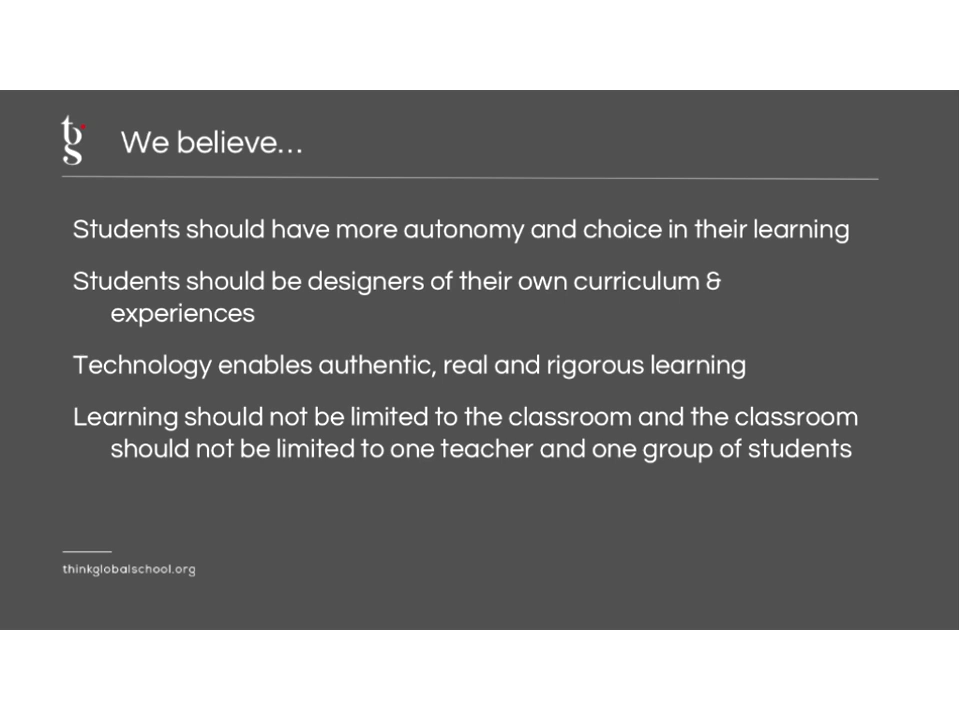 tgs
We believe...
Students should have more autonomy and choice in their learning
Students should be designers of their own curriculum &
experiences
Technology enables authentic, real and rigorous learning
Learning should not be limited to the classroom and the classroom
should not be limited to one teacher and one group of students
thinkglobalschool.org